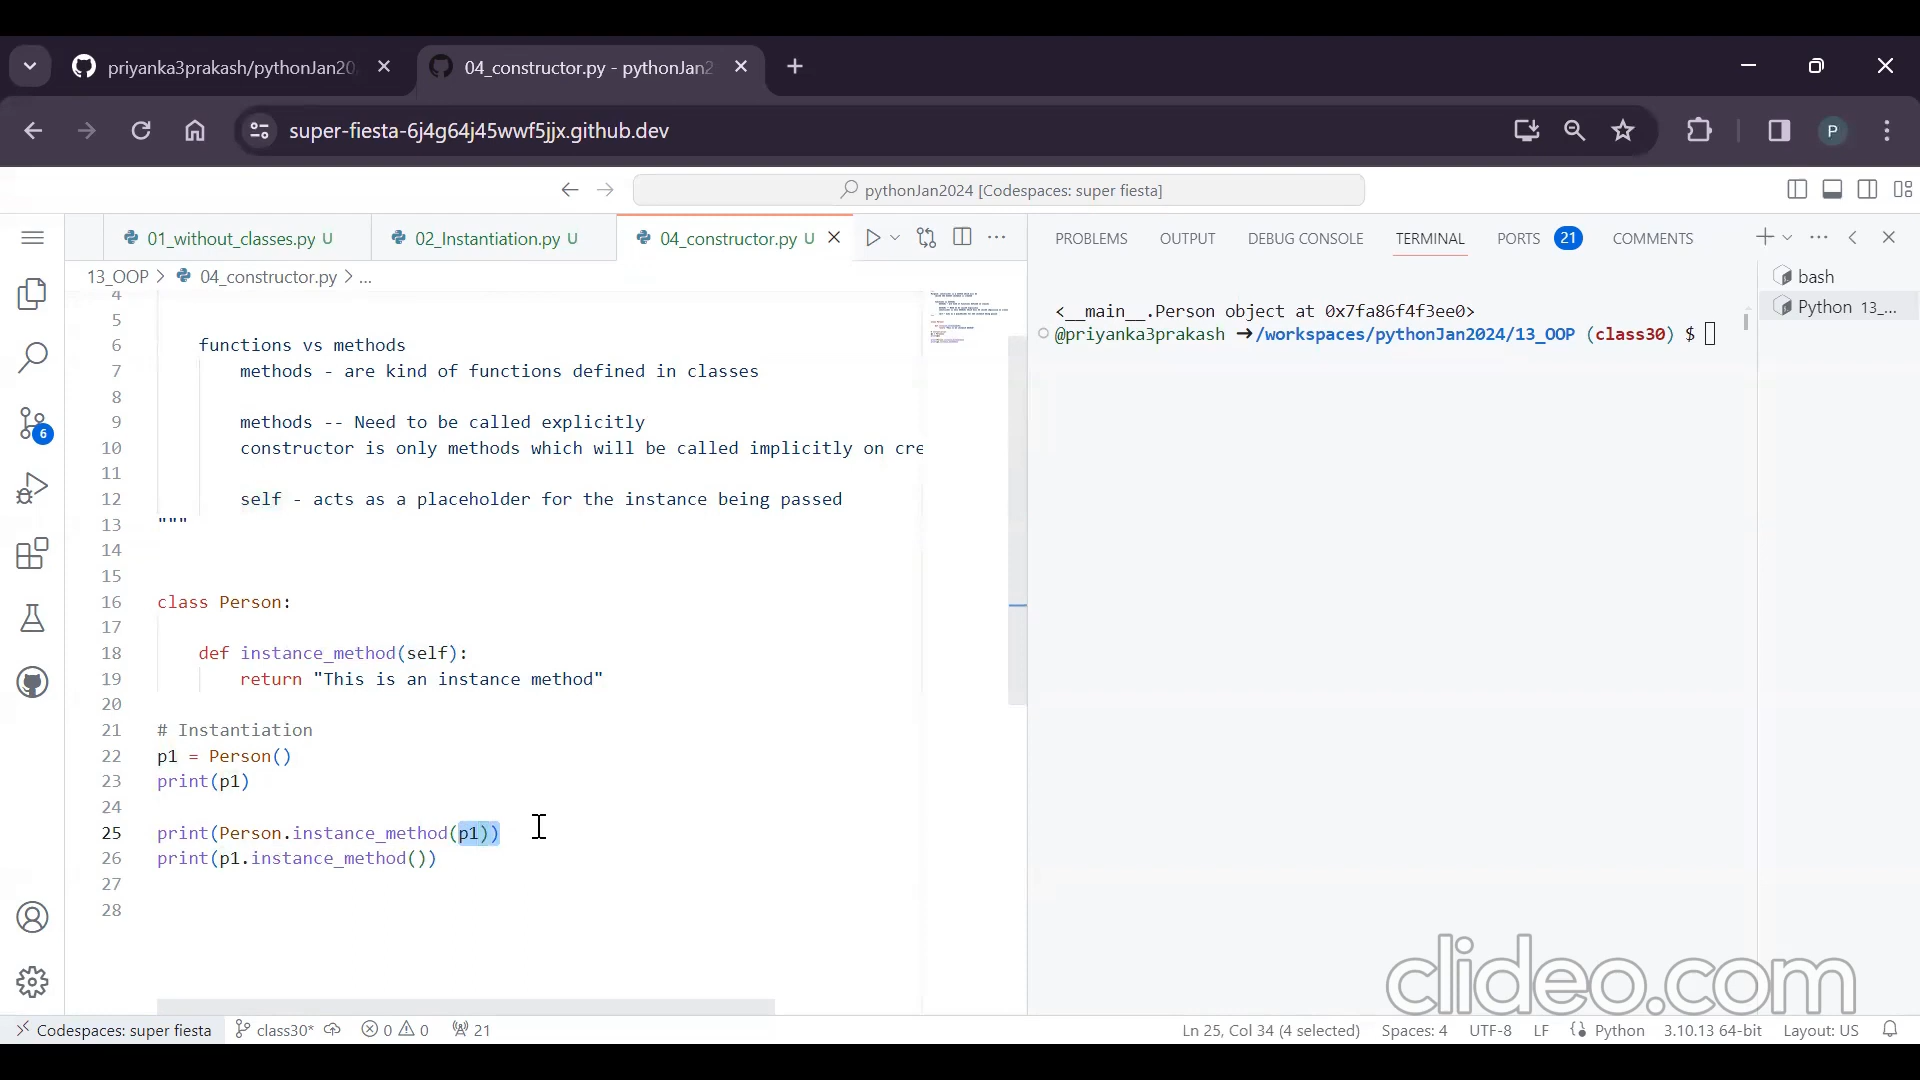 priyanka3prakash/pythonJan20
04_constructor.py - pythonJan2
super-fiesta-6j4g64j45wwf5jjx.github.dev
P
pythonJan2024 [Codespaces: super fiesta]
01_without_classes.py U
02_Instantiation.py U
04_constructor.py U
PROBLEMS OUTPUT DEBUG CONSOLE TERMINAL PORTS 21 COMMENTS
13_OOP > 04_constructor.py > ...
bash
Python 13_...
<__main__.Person object at 0x7fa86f4f3ee0>
@priyanka3prakash →/workspaces/pythonJan2024/13_OOP (class30) $
4
5
6 functions vs methods
7 methods - are kind of functions defined in classes
8
9 methods -- Need to be called explicitly
10 constructor is only methods which will be called implicitly on cre
11
12 self - acts as a placeholder for the instance being passed
13 """
14
15
16 class Person:
17
18 def instance_method(self):
19 return "This is an instance method"
20
21 # Instantiation
22 p1 = Person()
23 print(p1)
24
25 print(Person.instance_method(p1))
26 print(p1.instance_method())
27
28
6
clideo.com
Codespaces: super fiesta class30* 0 0 21 Ln 25, Col 34 (4 selected) Spaces: 4 UTF-8 LF Python 3.10.13 64-bit Layout: US